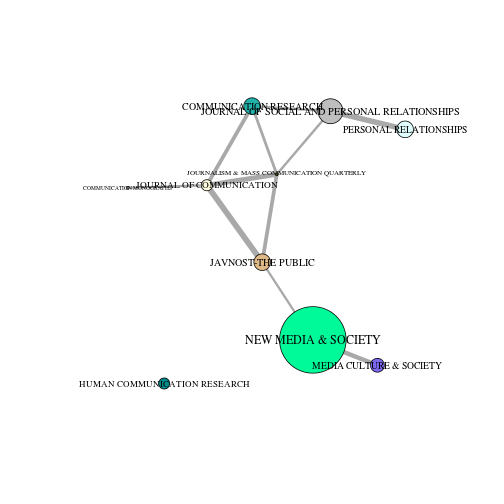 COMMUNICATION RESEARCH
JOURNAL OF SOCIAL AND PERSONAL RELATIONSHIPS
PERSONAL RELATIONSHIPS
JOURNALISM & MASS COMMUNICATION QUARTERLY
COMMUNICATION MONOGRAPHS
JOURNAL OF COMMUNICATION
JAVNOST-THE PUBLIC
NEW MEDIA & SOCIETY
MEDIA CULTURE & SOCIETY
HUMAN COMMUNICATION RESEARCH